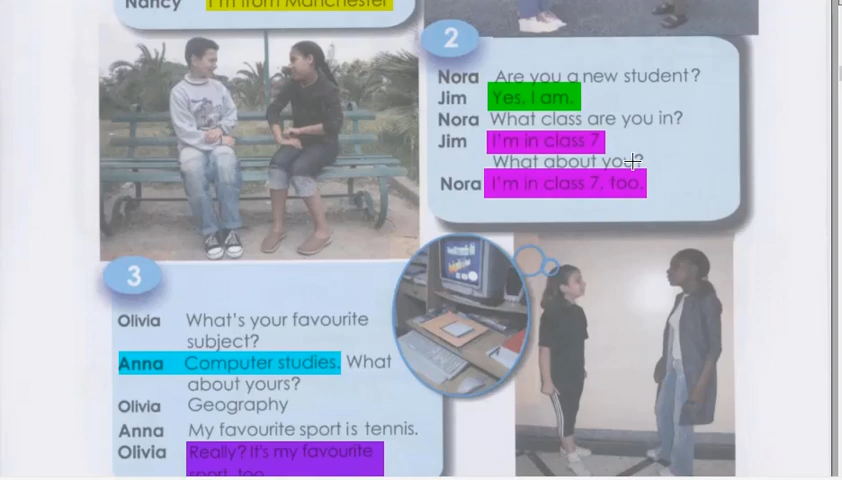 Nancy I'm from Manchester
2
Nora Are you a new student?
Jim Yes, I am.
Nora What class are you in?
Jim I'm in class 7
What about you?
Nora I'm in class 7, too.
3
Olivia What's your favourite
subject?
Anna Computer studies. What
about yours?
Olivia Geography
Anna My favourite sport is tennis.
Olivia Really? It's my favourite
sport, too